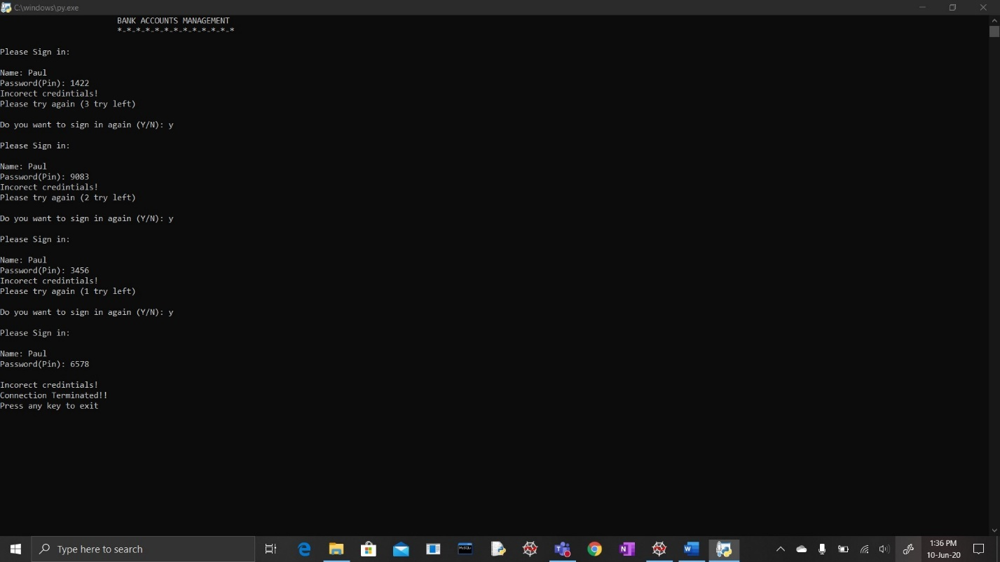 C:\windows\py.exe
BANK ACCOUNTS MANAGEMENT
*-*-*-*-*-*-*-*-*-*-*-*-*
Please Sign in:
Name: Paul
Password(Pin): 1422
Incorect credintials!
Please try again (3 try left)
Do you want to sign in again (Y/N): y
Please Sign in:
Name: Paul
Password(Pin): 9083
Incorect credintials!
Please try again (2 try left)
Do you want to sign in again (Y/N): y
Please Sign in:
Name: Paul
Password(Pin): 3456
Incorect credintials!
Please try again (1 try left)
Do you want to sign in again (Y/N): y
Please Sign in:
Name: Paul
Password(Pin): 6578
Incorect credintials!
Connection Terminated!!
Press any key to exit
Type here to search
MySQL
N
W
1:36 PM
10-Jun-20